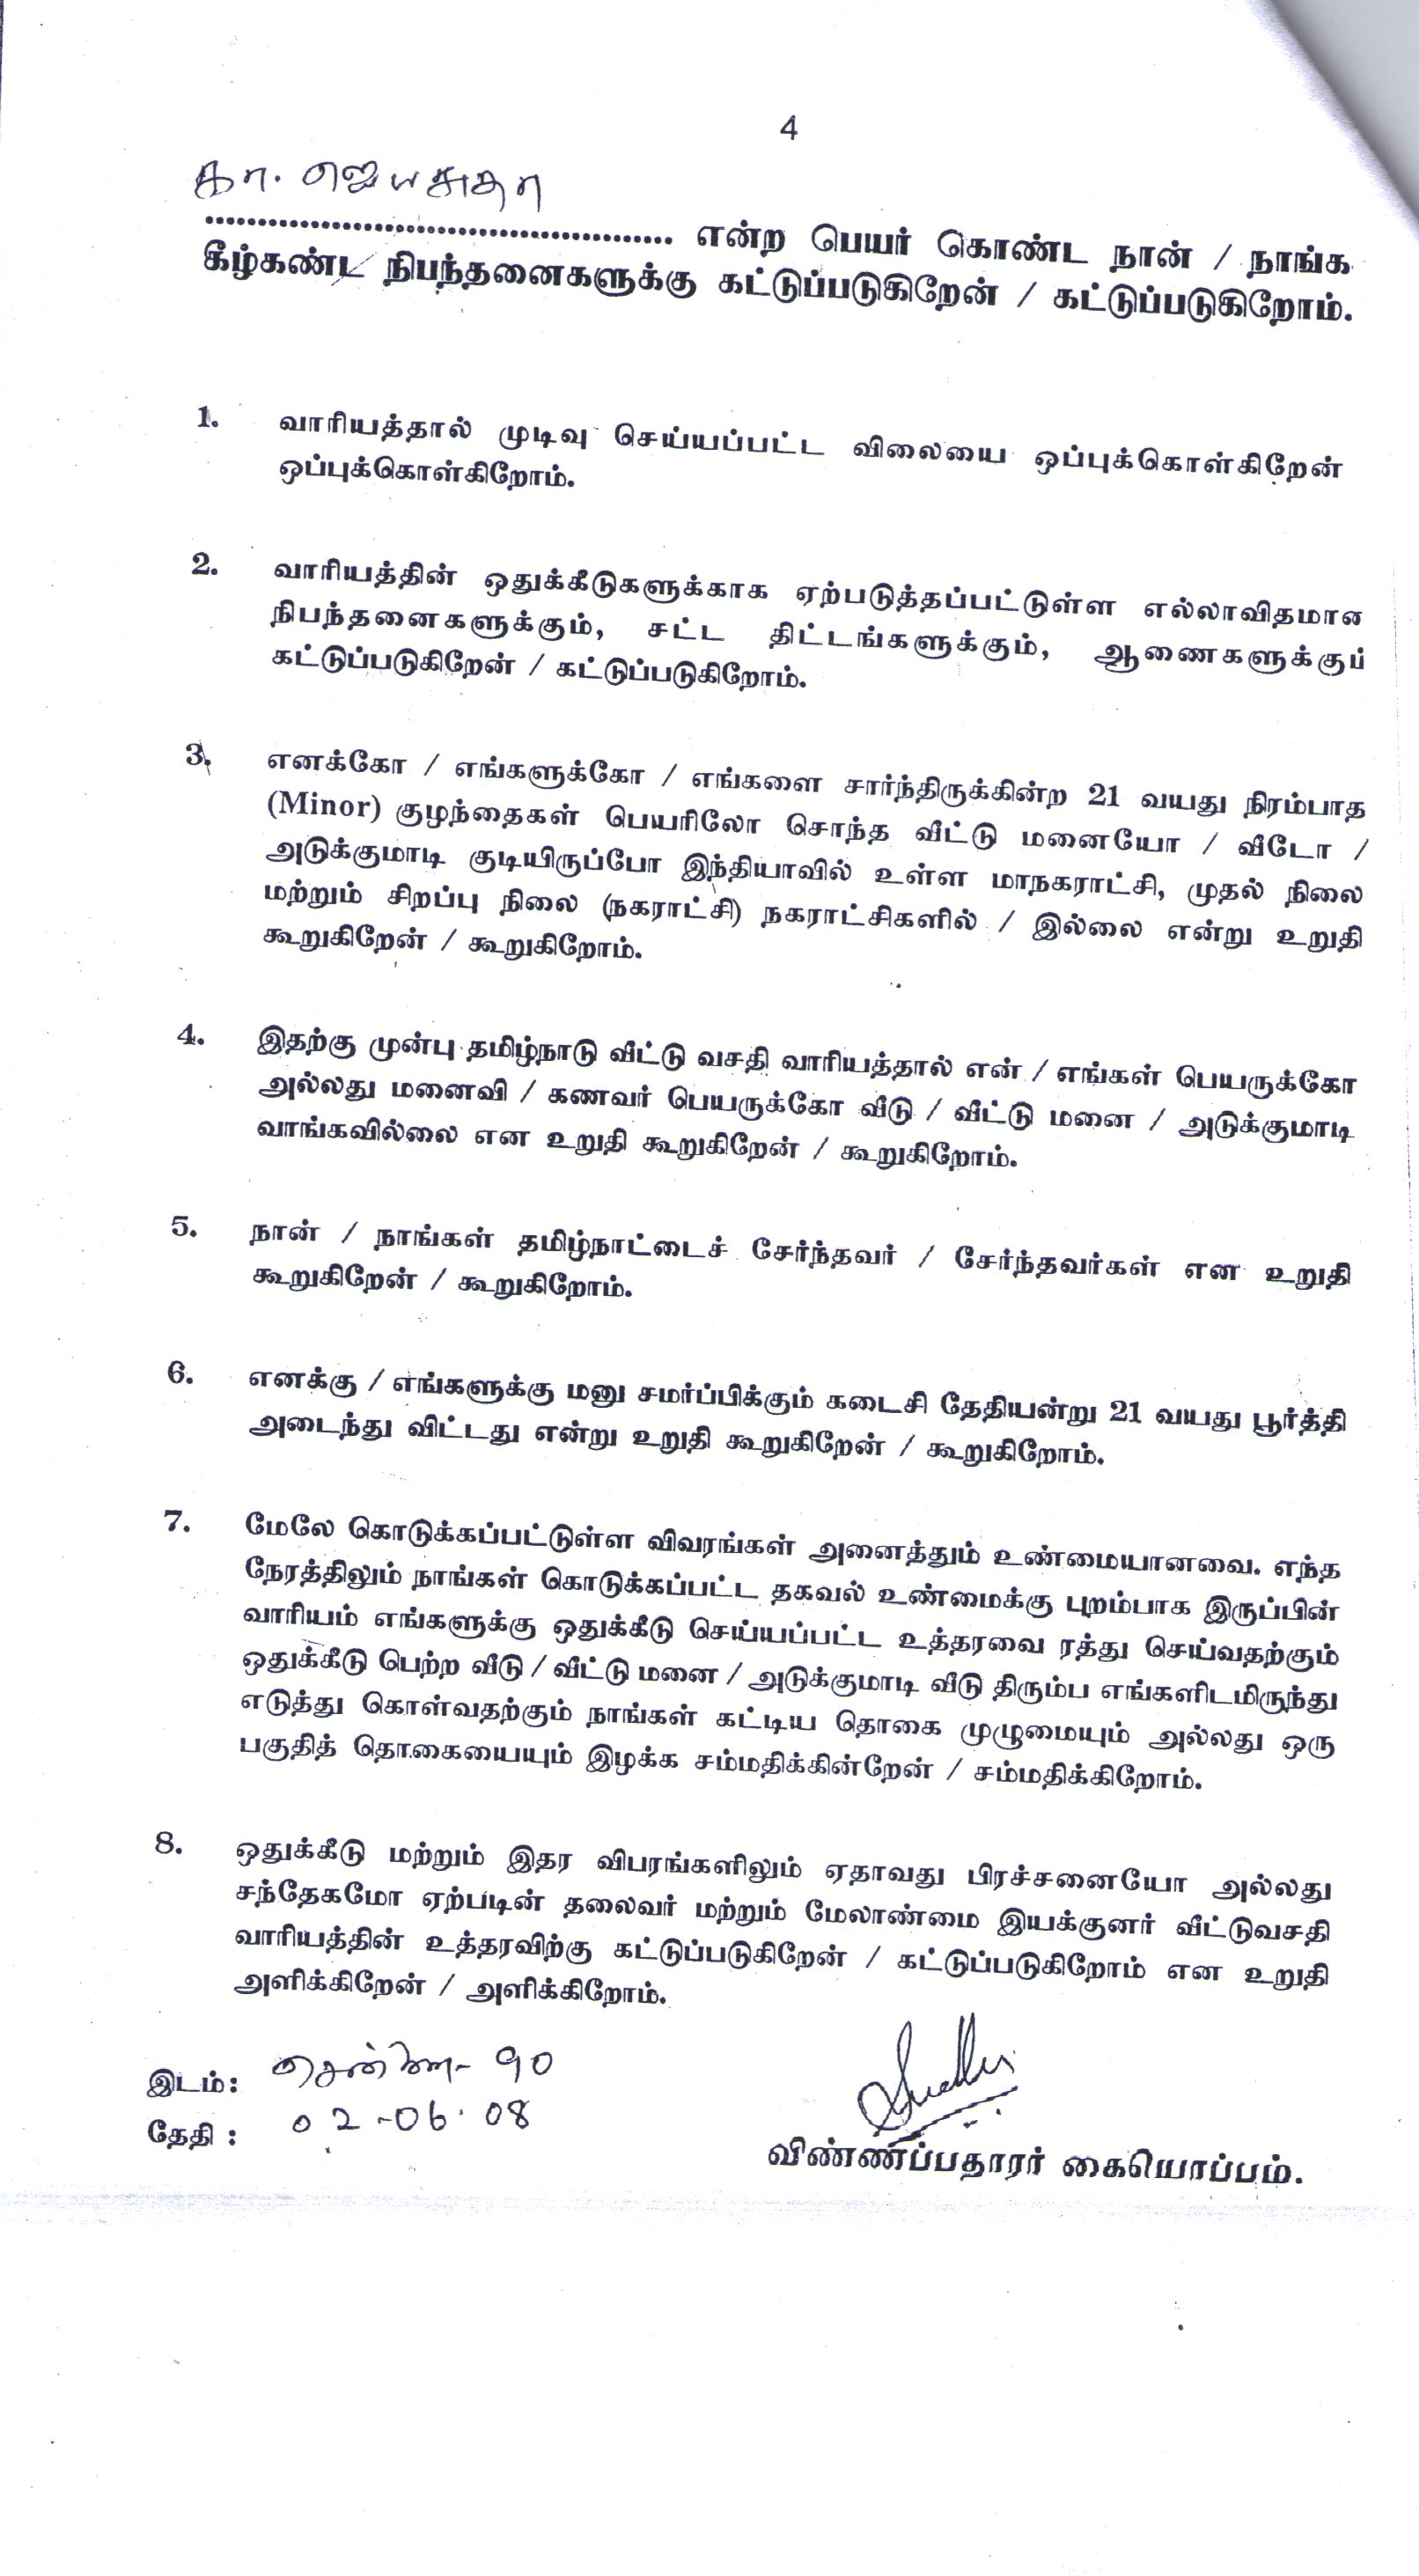 4
கா. ஜெயசுதா
............................................. என்ற பெயர் கொண்ட நான் / நாங்க
கீழ்கண்ட நிபந்தனைகளுக்கு கட்டுப்படுகிறேன் / கட்டுப்படுகிறோம்.
1. வாரியத்தால் முடிவு செய்யப்பட்ட விலையை ஒப்புக்கொள்கிறேன்
ஒப்புக்கொள்கிறோம்.
2. வாரியத்தின் ஒதுக்கீடுகளுக்காக ஏற்படுத்தப்பட்டுள்ள எல்லாவிதமான
நிபந்தனைகளுக்கும், சட்ட திட்டங்களுக்கும், ஆணைகளுக்கும்
கட்டுப்படுகிறேன் / கட்டுப்படுகிறோம்.
3. எனக்கோ / எங்களுக்கோ / எங்களை சார்ந்திருக்கின்ற 21 வயது நிரம்பாத
(Minor) குழந்தைகள் பெயரிலோ சொந்த வீட்டு மனையோ / வீடோ /
அடுக்குமாடி குடியிருப்போ இந்தியாவில் உள்ள மாநகராட்சி, முதல் நிலை
மற்றும் சிறப்பு நிலை (நகராட்சி) நகராட்சிகளில் / இல்லை என்று உறுதி
கூறுகிறேன் / கூறுகிறோம்.
4. இதற்கு முன்பு தமிழ்நாடு வீட்டு வசதி வாரியத்தால் என் / எங்கள் பெயருக்கோ
அல்லது மனைவி / கணவர் பெயருக்கோ வீடு / வீட்டு மனை / அடுக்குமாடி
வாங்கவில்லை என உறுதி கூறுகிறேன் / கூறுகிறோம்.
5. நான் / நாங்கள் தமிழ்நாட்டைச் சேர்ந்தவர் / சேர்ந்தவர்கள் என உறுதி
கூறுகிறேன் / கூறுகிறோம்.
6. எனக்கு / எங்களுக்கு மனு சமர்ப்பிக்கும் கடைசி தேதியன்று 21 வயது பூர்த்தி
அடைந்து விட்டது என்று உறுதி கூறுகிறேன் / கூறுகிறோம்.
7. மேலே கொடுக்கப்பட்டுள்ள விவரங்கள் அனைத்தும் உண்மையானவை. எந்த
நேரத்திலும் நாங்கள் கொடுக்கப்பட்ட தகவல் உண்மைக்கு புறம்பாக இருப்பின்
வாரியம் எங்களுக்கு ஒதுக்கீடு செய்யப்பட்ட உத்தரவை ரத்து செய்வதற்கும்
ஒதுக்கீடு பெற்ற வீடு / வீட்டு மனை / அடுக்குமாடி வீடு திரும்ப எங்களிடமிருந்து
எடுத்து கொள்வதற்கும் நாங்கள் கட்டிய தொகை முழுமையும் அல்லது ஒரு
பகுதித் தொகையையும் இழக்க சம்மதிக்கின்றேன் / சம்மதிக்கிறோம்.
8. ஒதுக்கீடு மற்றும் இதர விபரங்களிலும் ஏதாவது பிரச்சனையோ அல்லது
சந்தேகமோ ஏற்படின் தலைவர் மற்றும் மேலாண்மை இயக்குனர் வீட்டுவசதி
வாரியத்தின் உத்தரவிற்கு கட்டுப்படுகிறேன் / கட்டுப்படுகிறோம் என உறுதி
அளிக்கிறேன் / அளிக்கிறோம்.
இடம்: சென்னை - 90
தேதி : 02-06-08
விண்ணப்பதாரர் கையொப்பம்.